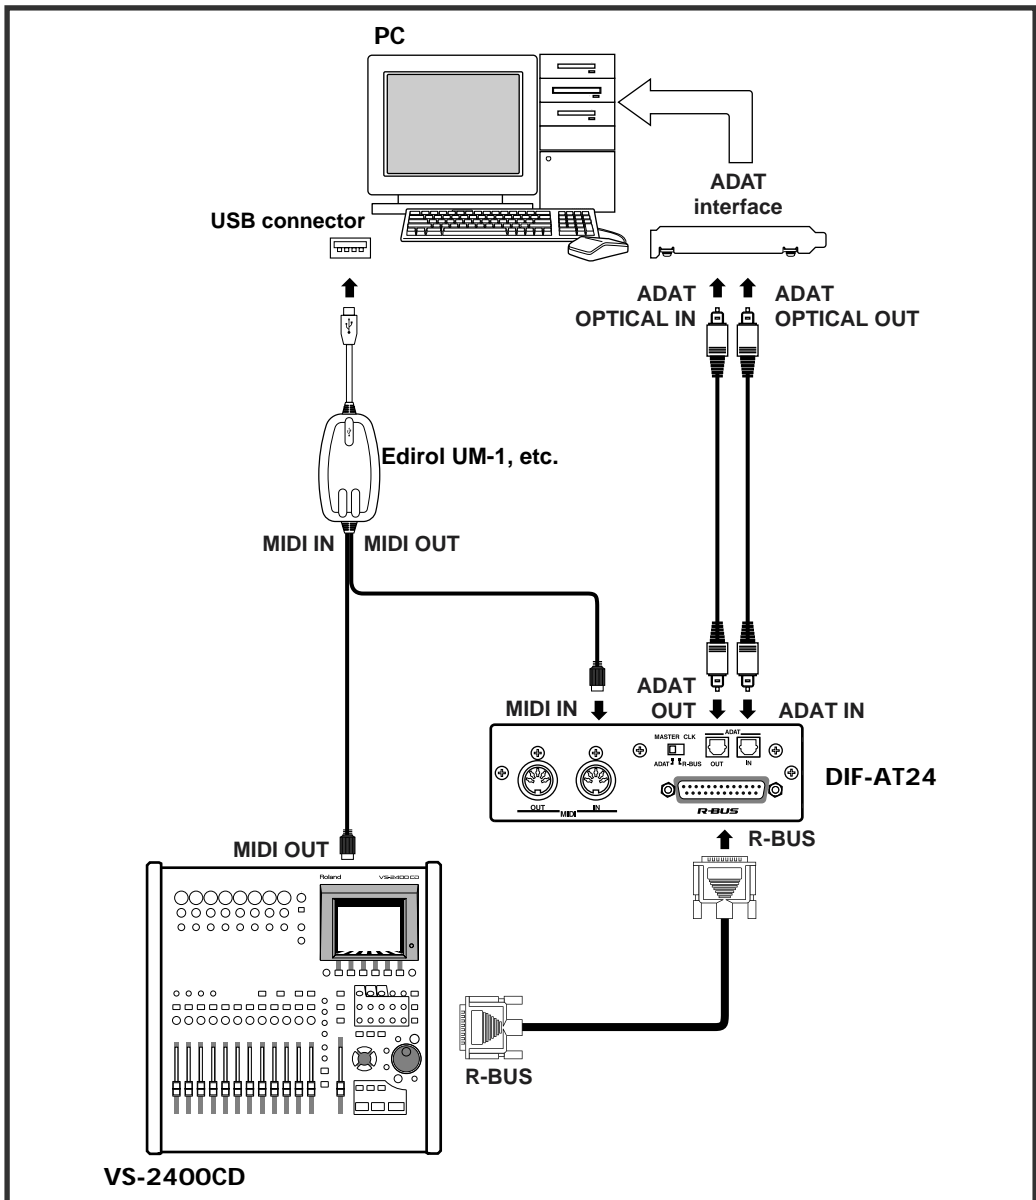 PC
ADAT
interface
USB connector
ADAT
OPTICAL IN
ADAT
OPTICAL OUT
Edirol UM-1, etc.
MIDI IN
MIDI OUT
MIDI IN
ADAT
OUT
ADAT IN
MASTER CLK
ADAT
ADAT
R-BUS
OUT
IN
OUT
MIDI
IN
R-BUS
DIF-AT24
R-BUS
MIDI OUT
Roland
VS-2400CD
R-BUS
VS-2400CD